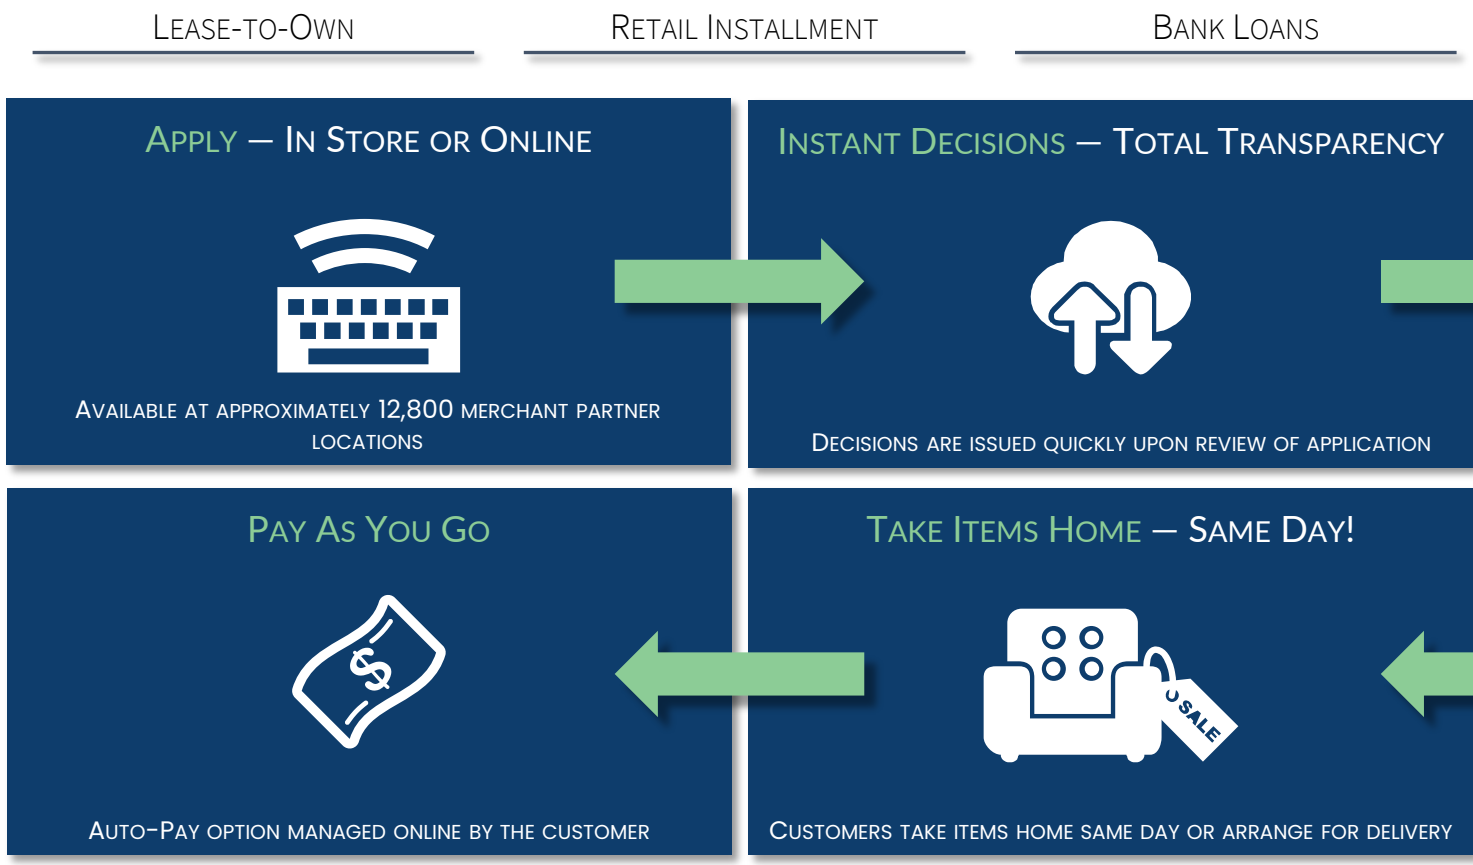 Lease-to-Own
Retail Installment
Bank Loans
Apply – In Store or Online
Available at approximately 12,800 merchant partner
locations
Instant Decisions – Total Transparency
Decisions are issued quickly upon review of application
Pay As You Go
Auto-Pay option managed online by the customer
Take Items Home – Same Day!
SALE
Customers take items home same day or arrange for delivery